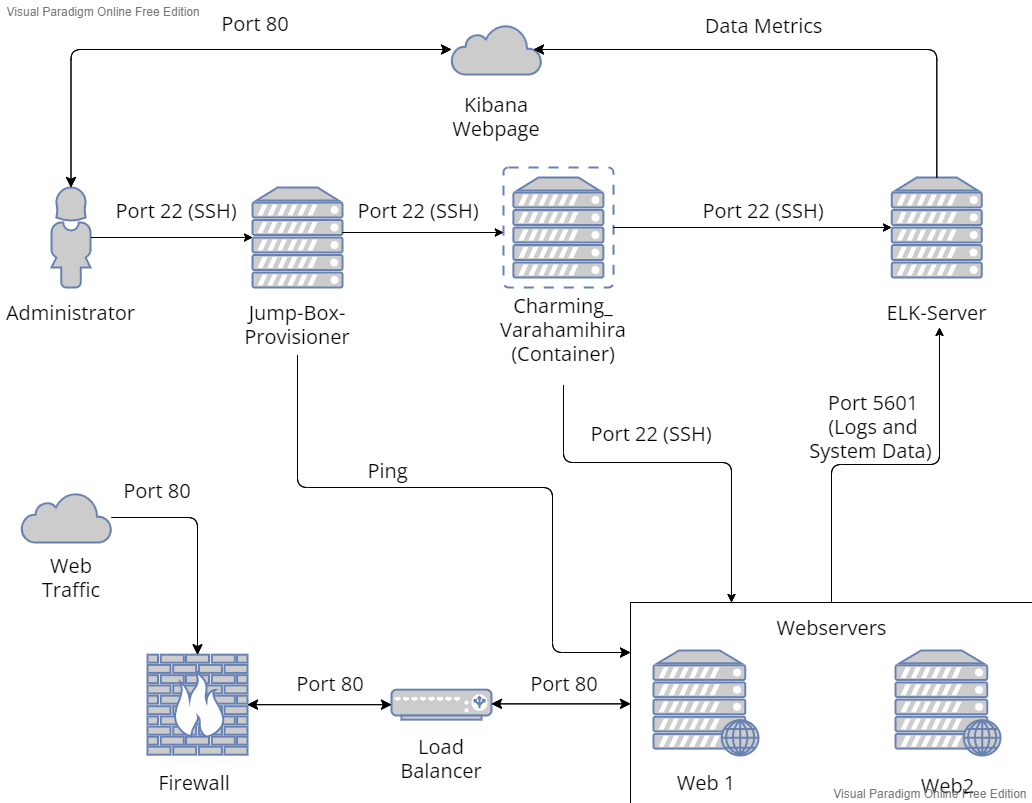 Visual Paradigm Online Free Edition
Port 80
Data Metrics
Kibana
Webpage
Port 22 (SSH)
Port 22 (SSH)
Port 22 (SSH)
Administrator
Jump-Box-
Provisioner
Charming_
Varahamihira
(Container)
ELK-Server
Port 5601
(Logs and
System Data)
Port 22 (SSH)
Ping
Port 80
Web
Traffic
Webservers
Port 80
Port 80
Load
Balancer
Firewall
Web 1
Web2
Visual Paradigm Online Free Edition